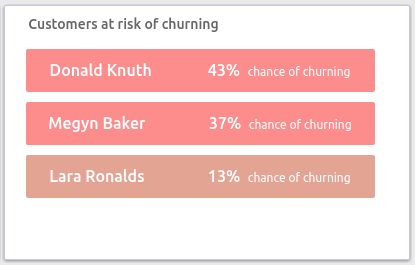 Customers at risk of churning
Donald Knuth 43% chance of churning
Megyn Baker 37% chance of churning
Lara Ronalds 13% chance of churning